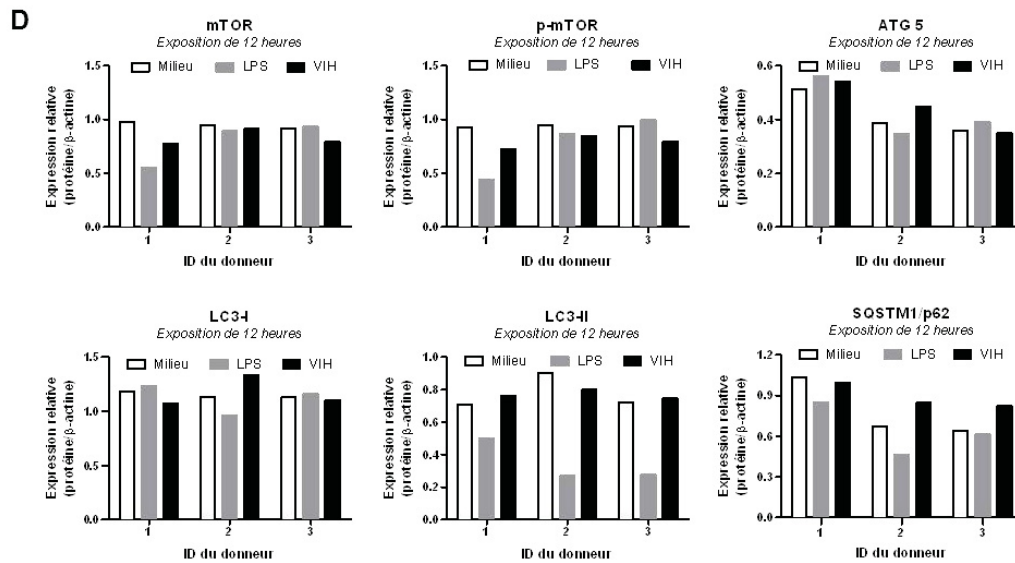 D
mTOR
Exposition de 12 heures
Expression relative
(protéine/β-actine)
1.5
1.0
0.5
0.0
Milieu LPS VIH
1 2 3
ID du donneur
p-mTOR
Exposition de 12 heures
Expression relative
(protéine/β-actine)
1.5
1.0
0.5
0.0
Milieu LPS VIH
1 2 3
ID du donneur
ATG 5
Exposition de 12 heures
Expression relative
(protéine/β-actine)
0.6
0.4
0.2
0.0
Milieu LPS VIH
1 2 3
ID du donneur
LC3-I
Exposition de 12 heures
Expression relative
(protéine/β-actine)
1.5
1.0
0.5
0.0
Milieu LPS VIH
1 2 3
ID du donneur
LC3-II
Exposition de 12 heures
Expression relative
(protéine/β-actine)
1.0
0.8
0.6
0.4
0.2
0.0
Milieu LPS VIH
1 2 3
ID du donneur
SQSTM1/p62
Exposition de 12 heures
Expression relative
(protéine/β-actine)
1.2
0.9
0.6
0.3
0.0
Milieu LPS VIH
1 2 3
ID du donneur